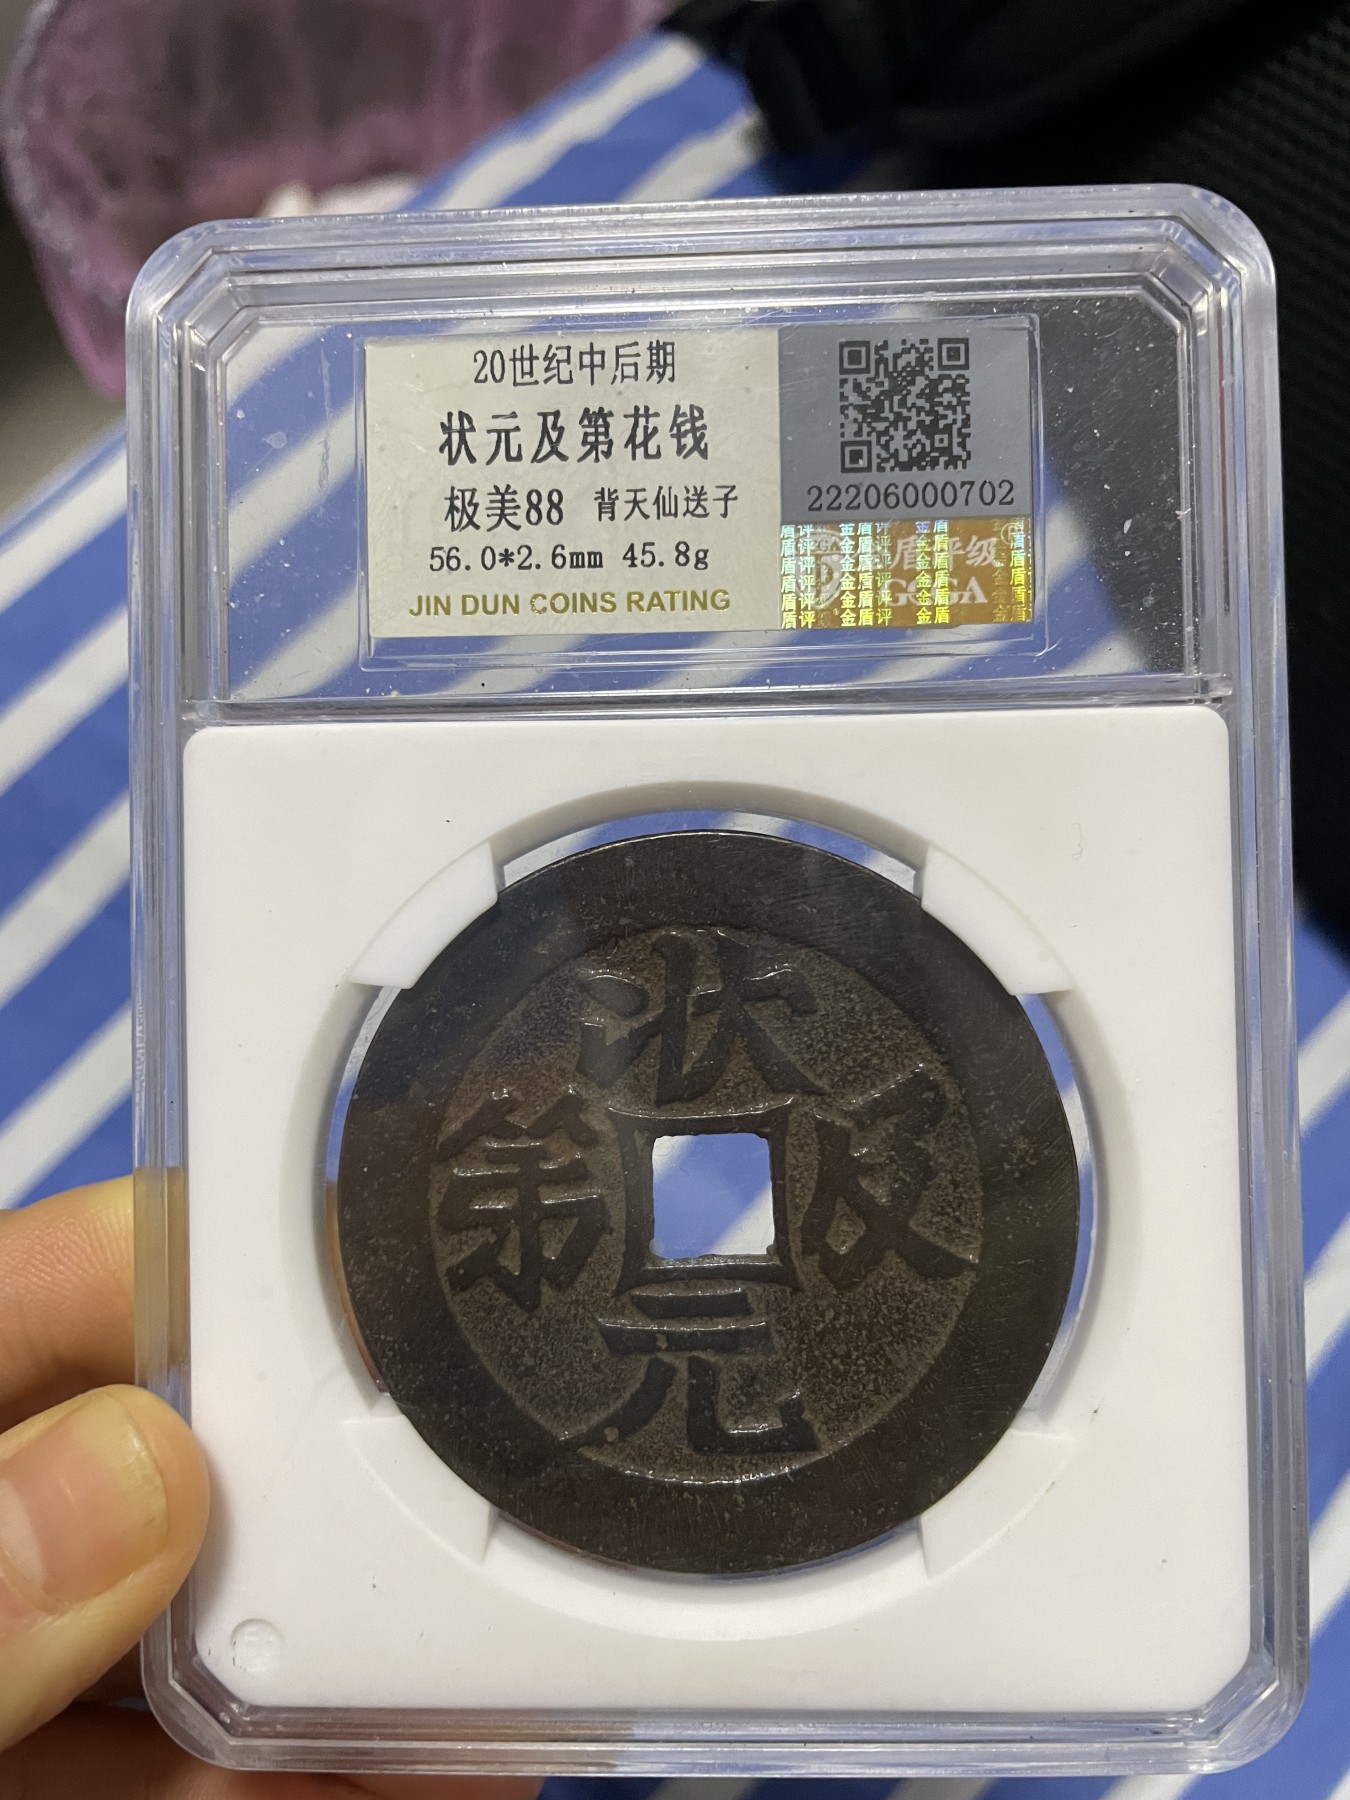 20世纪中后期
状元及第花钱
极美88 背天仙送子
56.0*2.6mm 45.8g
JIN DUN COINS RATING
22206000702
金盾评级
状
元
及
第